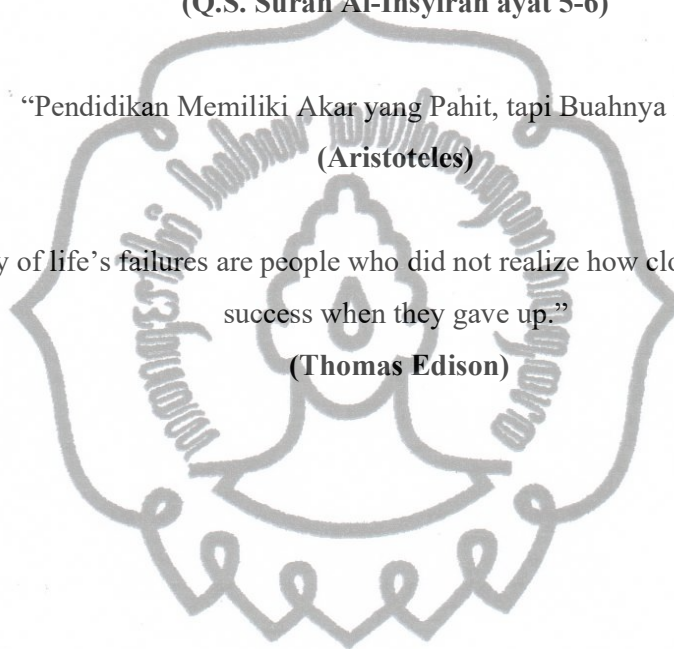 (Q.S. Surah Al-Insyirah ayat 5-6)
“Pendidikan Memiliki Akar yang Pahit, tapi Buahnya
(Aristoteles)
of life’s failures are people who did not realize how
success when they gave up.”
(Thomas Edison)